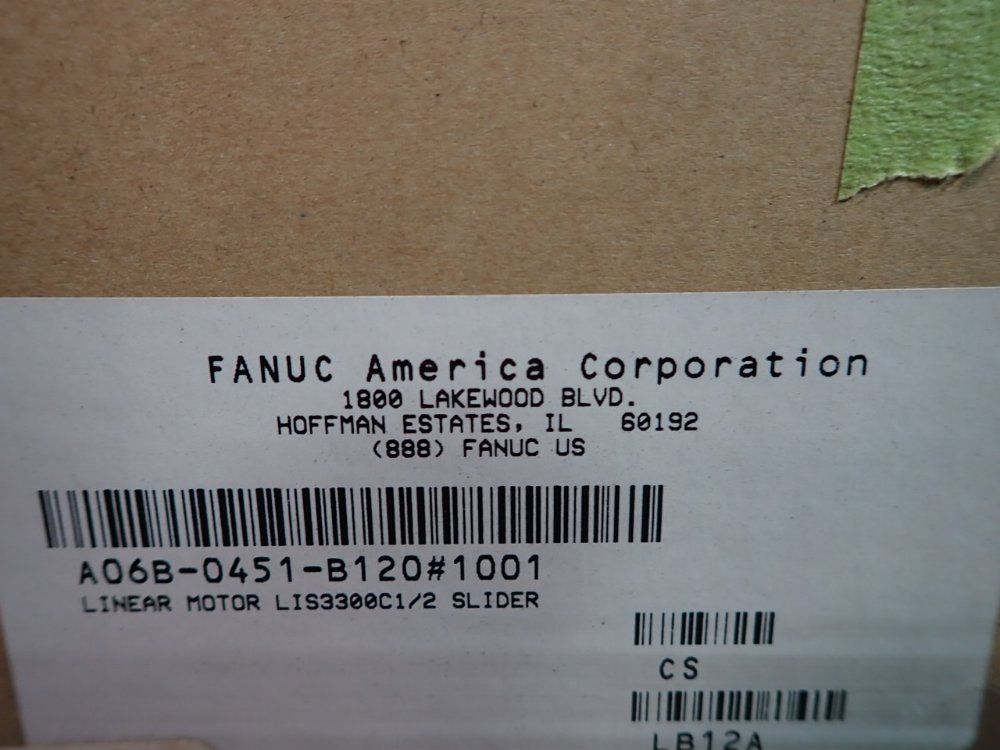 FANUC America Corporation
1800 LAKEWOOD BLVD.
HOFFMAN ESTATES, IL 60192
(888) FANUC US
A06B-0451-B120#1001
LINEAR MOTOR LIS3300C1/2 SLIDER
CS
LB12A